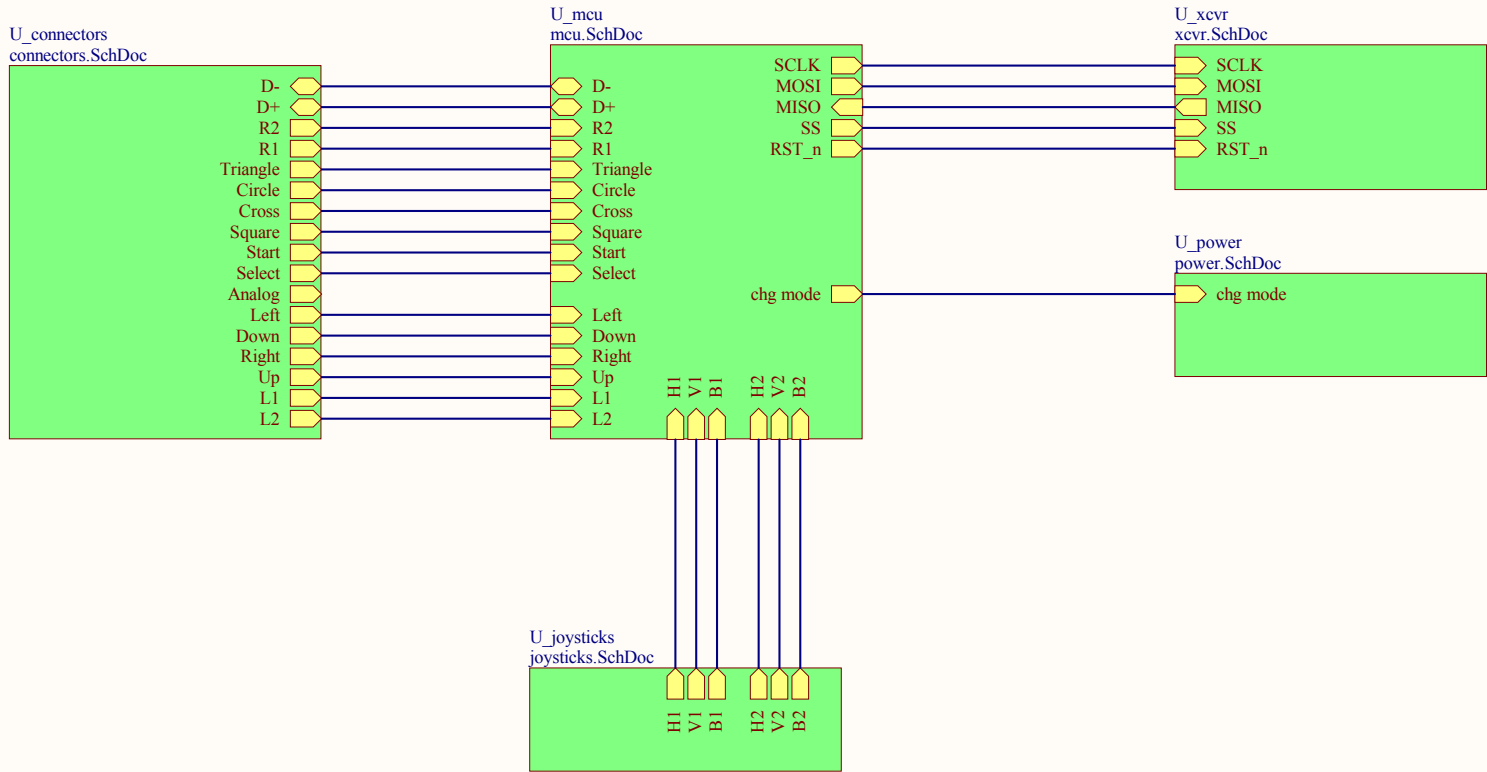 U_connectors
connectors.SchDoc
D-
D+
R2
R1
Triangle
Circle
Cross
Square
Start
Select
Analog
Left
Down
Right
Up
L1
L2
U_mcu
mcu.SchDoc
D-
D+
R2
R1
Triangle
Circle
Cross
Square
Start
Select
Left
Down
Right
Up
L1
L2
SCLK
MOSI
MISO
SS
RST_n
chg mode
H1
V1
B1
H2
V2
B2
U_xcvr
xcvr.SchDoc
SCLK
MOSI
MISO
SS
RST_n
U_power
power.SchDoc
chg mode
U_joysticks
joysticks.SchDoc
H1
V1
B1
H2
V2
B2